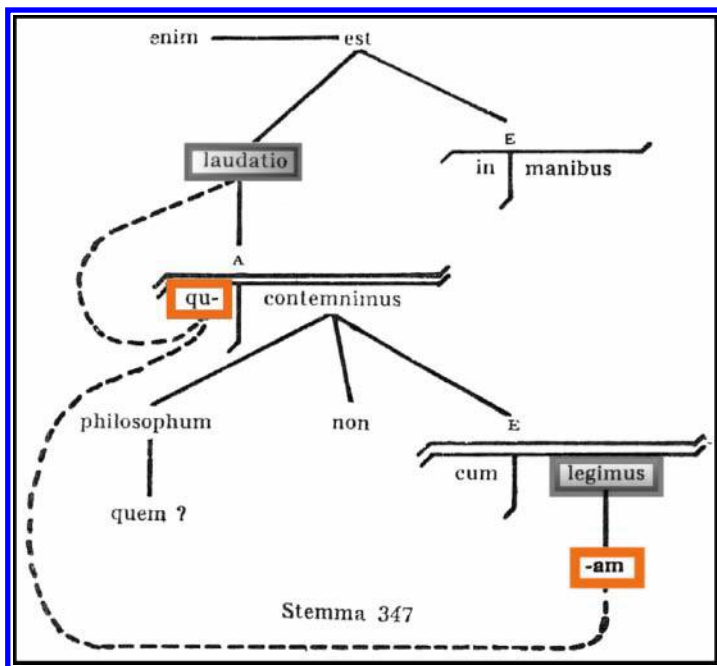 enim est
laudatio
E
in manibus
A
qu- contemnimus
philosophum non E
cum legimus
quem ?
-am
Stemma 347